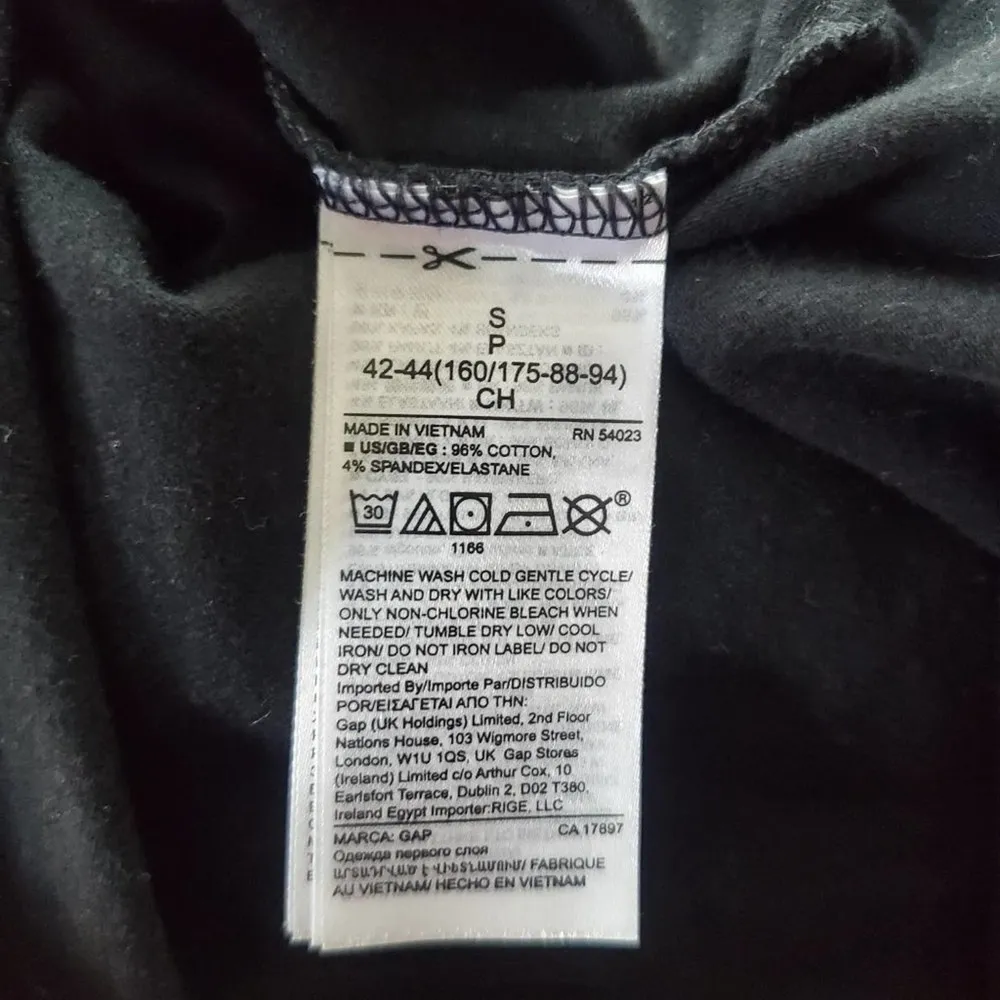 S
P
42-44(160/175-88-94)
CH
MADE IN VIETNAM RN 54023
US/GB/EG : 96% COTTON,
4% SPANDEX/ELASTANE
30
®
1166
MACHINE WASH COLD GENTLE CYCLE/
WASH AND DRY WITH LIKE COLORS/
ONLY NON-CHLORINE BLEACH WHEN
NEEDED/ TUMBLE DRY LOW/ COOL
IRON/ DO NOT IRON LABEL/ DO NOT
DRY CLEAN
Imported By/Importe Par/DISTRIBUIDO
POR/ΕΙΣΑΓΕΤΑΙ ΑΠΟ ΤΗΝ:
Gap (UK Holdings) Limited, 2nd Floor
Nations House, 103 Wigmore Street,
London, W1U 1QS, UK Gap Stores
(Ireland) Limited c/o Arthur Cox, 10
Earlsfort Terrace, Dublin 2, D02 T380,
Ireland Egypt Importer:RIGE, LLC
MARCA: GAP CA 17897
Одежда первого слоя
FABRIQUE
AU VIETNAM/ HECHO EN VIETNAM